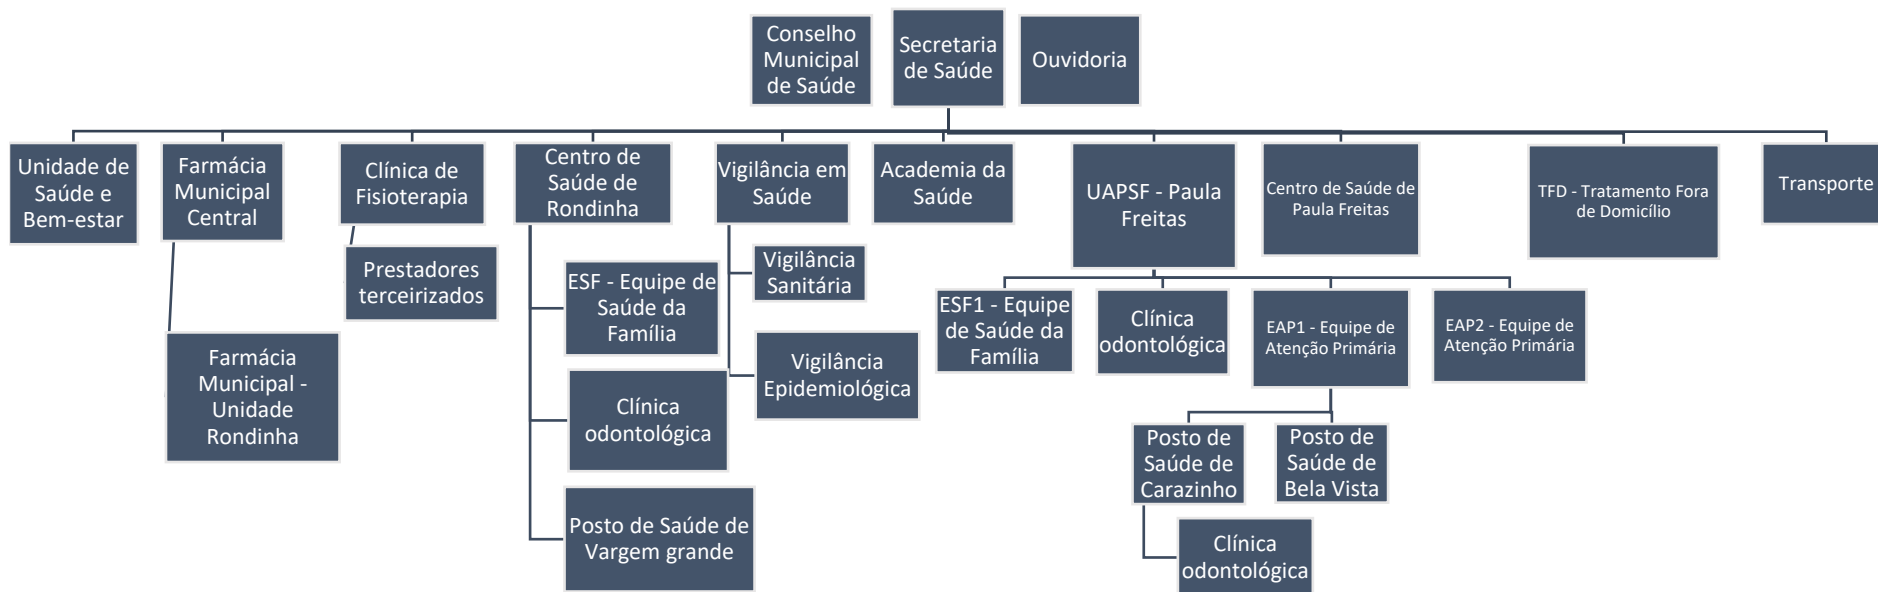 Conselho
Municipal
de Saúde
Secretaria
de Saúde
Ouvidoria
Unidade de
Saúde e
Bem-estar
Farmácia
Municipal
Central
Clínica de
Fisioterapia
Centro de
Saúde de
Rondinha
Vigilância em
Saúde
Academia da
Saúde
UAPSF - Paula
Freitas
Centro de Saúde de
Paula Freitas
TFD - Tratamento Fora
de Domicílio
Transporte
Farmácia
Municipal -
Unidade
Rondinha
Prestadores
terceirizados
ESF - Equipe de
Saúde da
Família
Clínica
odontológica
Posto de Saúde de
Vargem grande
Vigilância
Sanitária
Vigilância
Epidemiológica
ESF1 - Equipe
de Saúde da
Família
Clínica
odontológica
EAP1 - Equipe de
Atenção Primária
EAP2 - Equipe de
Atenção Primária
Posto de
Saúde de
Carazinho
Posto de
Saúde de
Bela Vista
Clínica
odontológica